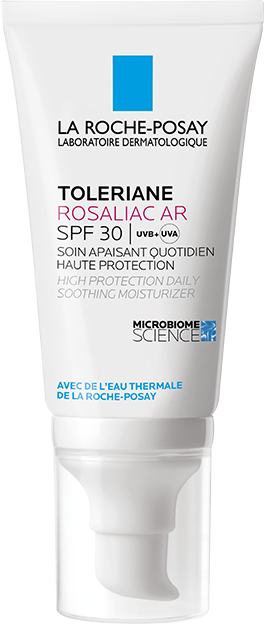 LA ROCHE-POSAY
LABORATOIRE DERMATOLOGIQUE
TOLERIANE
ROSALIAC AR
SPF 30 | UVB+ UVA
SOIN APAISANT QUOTIDIEN
HAUTE PROTECTION
HIGH PROTECTION DAILY
SOOTHING MOISTURIZER
MICROBIOME
SCIENCE
AVEC DE L'EAU THERMALE
DE LA ROCHE-POSAY